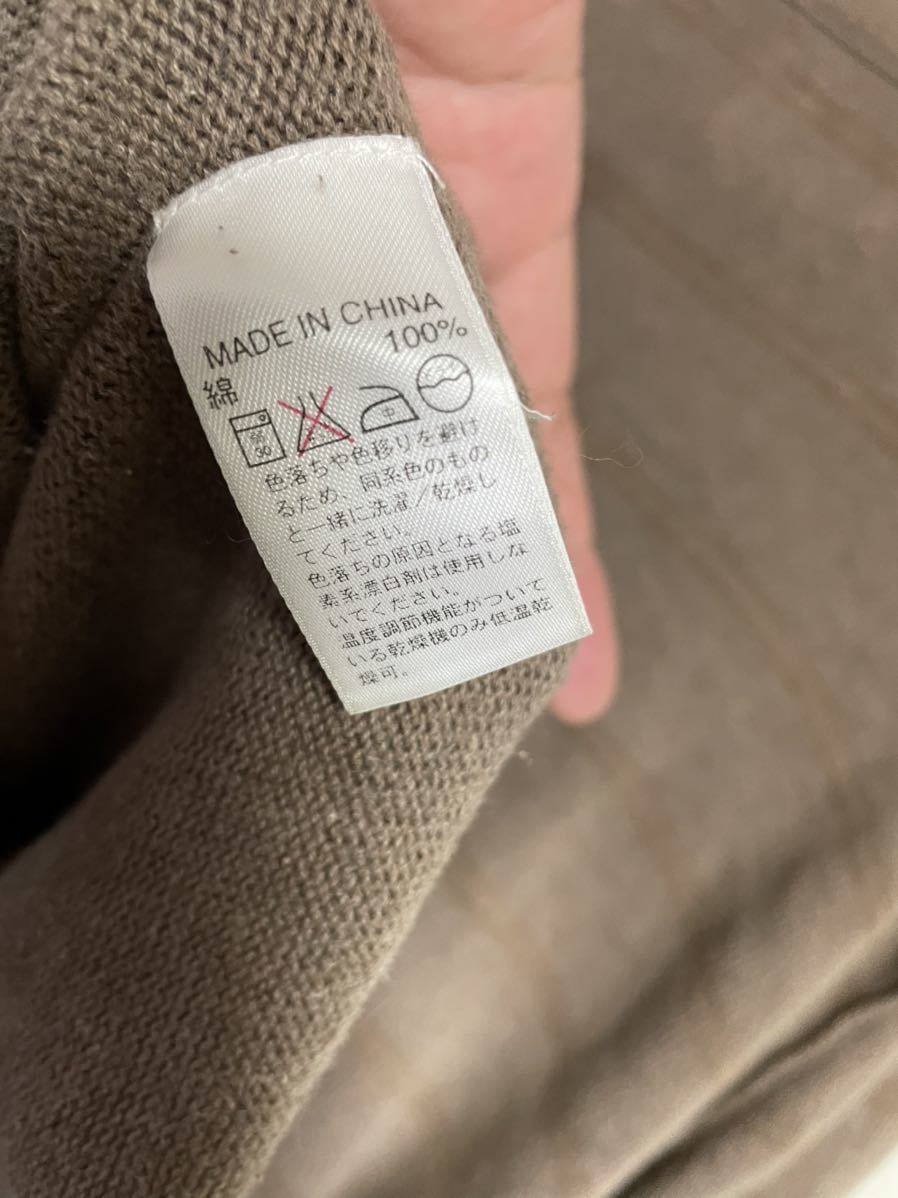 MADE IN CHINA
綿 100%
30 中
色落ちや色移りを避け
るため、同系色のもの
と一緒に洗濯/乾燥し
てください。
色落ちの原因となる塩
素系漂白剤は使用しな
いでください。
温度調節機能がついて
いる乾燥機のみ低温乾
燥可。